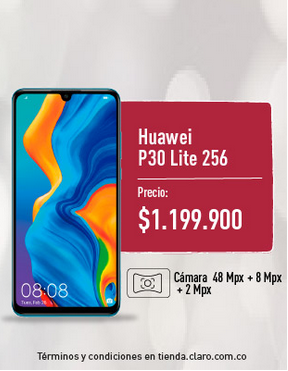 Huawei
P30 Lite 256
Precio:
$1.199.900
08:08
Tue, Feb 26
Cámara 48 Mpx + 8 Mpx
+ 2 Mpx
Términos y condiciones en tienda.claro.com.co